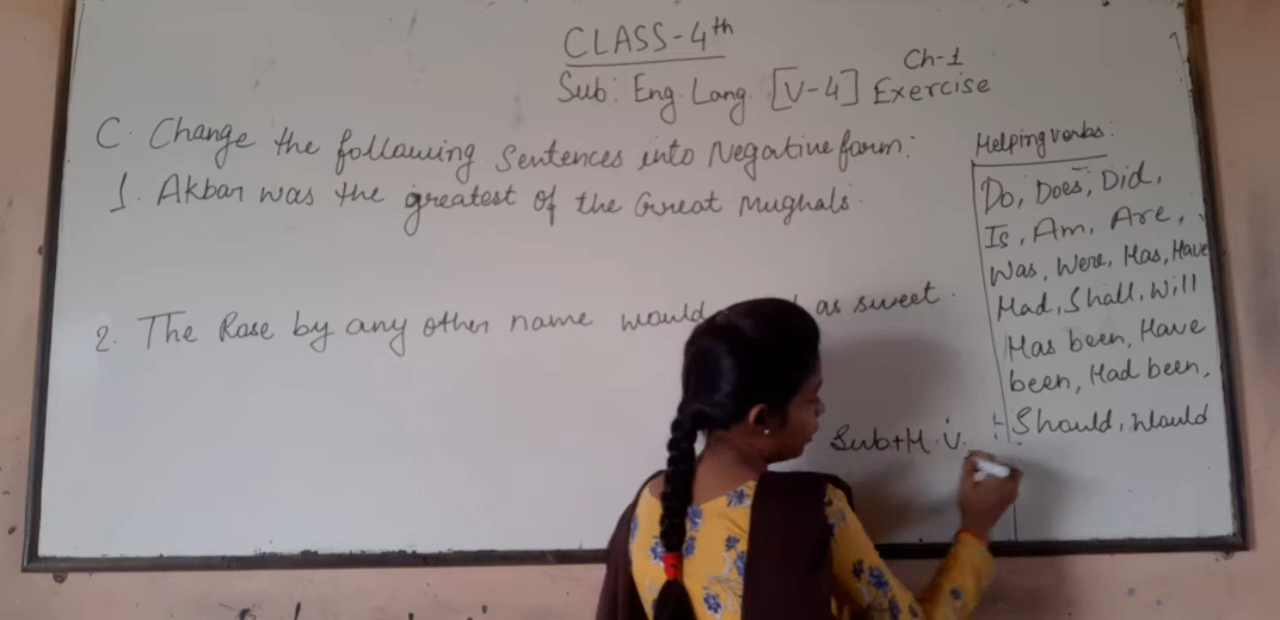 CLASS-4th
Sub: Eng. Lang. [V-4] Ch-1 Exercise
C. Change the following Sentences into Negative form:
1. Akbar was the greatest of the Great Mughals.
2. The Rose by any other name would as sweet.
Sub+H.V.
Helping verbs:
Do, Does, Did,
Is, Am, Are,
Was, Were, Has, Have
Had, Shall, Will
Has been, Have
been, Had been,
Should, Would